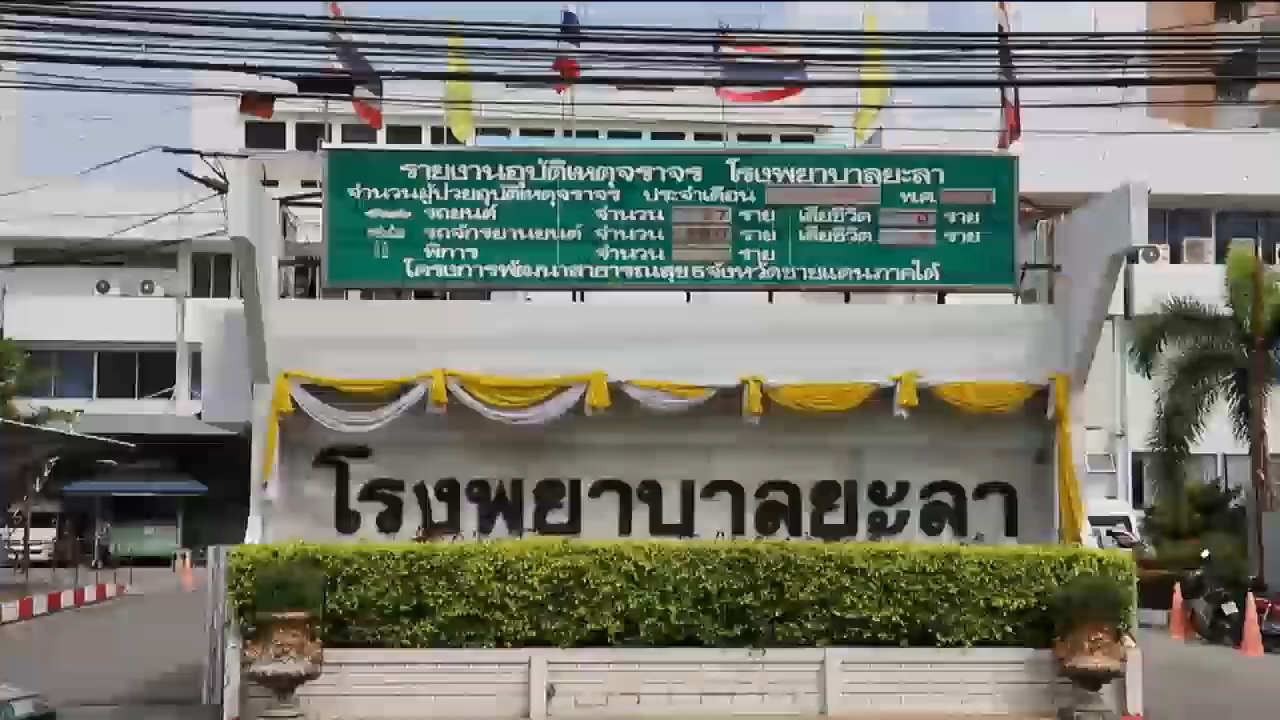 รายงานอุบัติเหตุจราจร โรงพยาบาลยะลา
จำนวนผู้ป่วยอุบัติเหตุจราจร ประจำเดือน พ.ศ.
รถยนต์ จำนวน ราย เสียชีวิต ราย
รถจักรยานยนต์ จำนวน ราย เสียชีวิต ราย
พิการ จำนวน ราย
โครงการพัฒนาสาธารณสุข 5 จังหวัดชายแดนภาคใต้
โรงพยาบาลยะลา